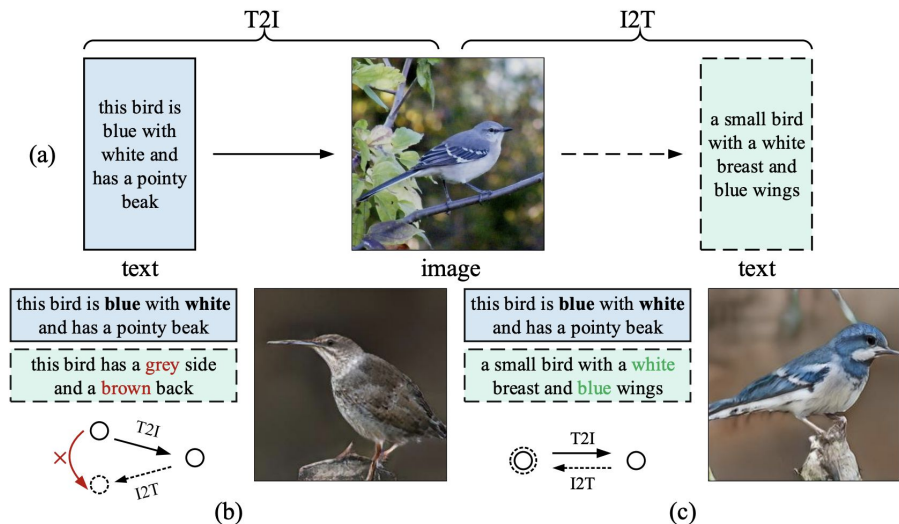 T2I
I2T
(a)
this bird is
blue with
white and
has a pointy
beak
a small bird
with a white
breast and
blue wings
text
image
text
this bird is blue with white
and has a pointy beak
this bird has a grey side
and a brown back
T2I
×
I2T
(b)
this bird is blue with white
and has a pointy beak
a small bird with a white
breast and blue wings
T2I
I2T
(c)